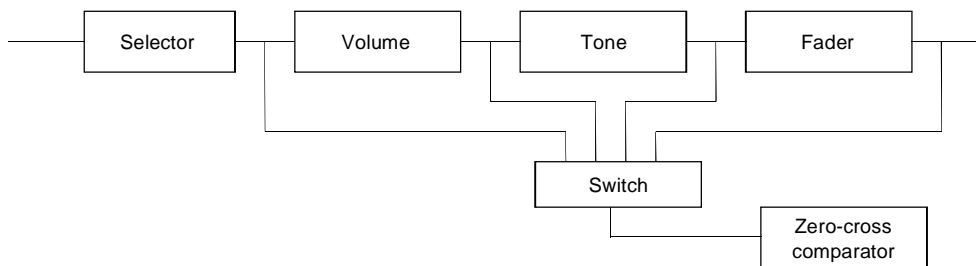 Selector
Volume
Tone
Fader
Switch
Zero-cross
comparator